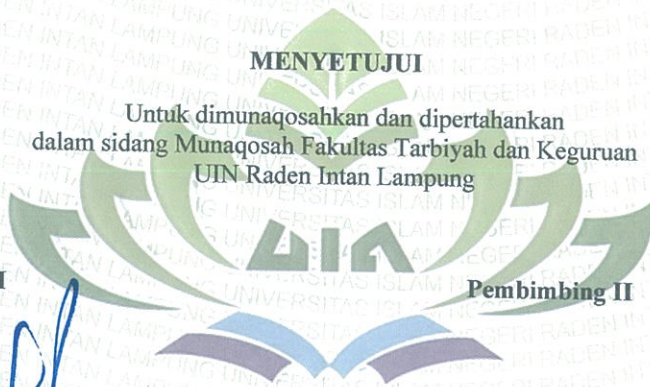 MENYETUJUI
Untuk dimunaqosahkan dan dipertahankan
dalam sidang Munaqosah Fakultas Tarbiyah dan Keguruan
UIN Raden Intan Lampung
I
Pembimbing II